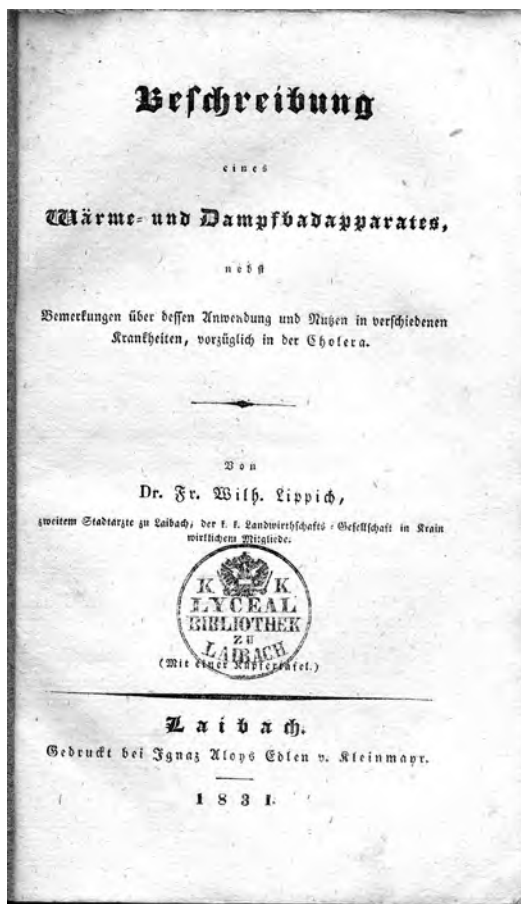 Beschreibung
eines
Wärme- und Dampfbadapparates,
nebst
Bemerkungen über dessen Anwendung und Nutzen in verschiedenen
Krankheiten, vorzüglich in der Cholera.
Von
Dr. Fr. Wilh. Lippich,
zweitem Stadtarzte zu Laibach, der k. k. Landwirthschafts-Gesellschaft in Krain
wirklichem Mitgliede.
K K
LYCEAL
BIBLIOTHEK
ZU
LAIBACH
(Mit einer Kupfertafel.)
Laibach.
Gedruckt bei Ignaz Aloys Edlen v. Kleinmayr.
1831.